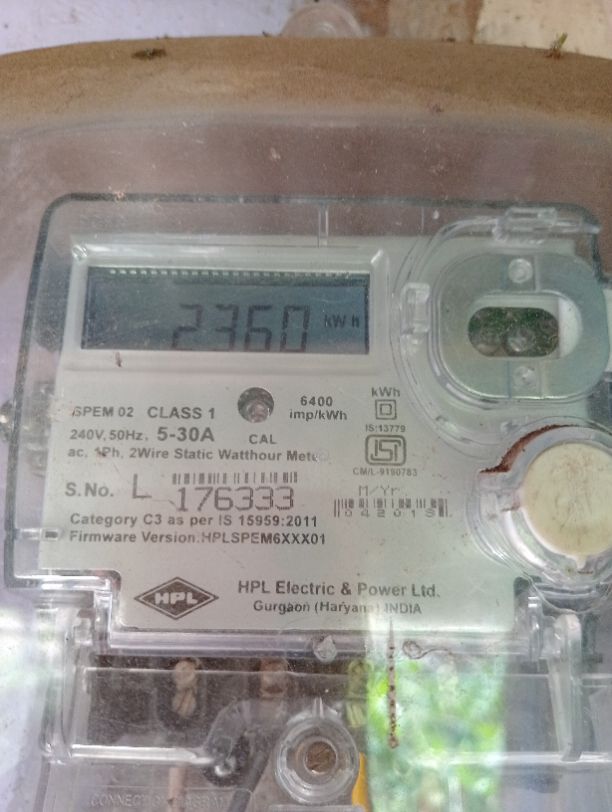 2360 kWh
SPEM 02 CLASS 1
6400
imp/kWh
kWh
240V, 50Hz, 5-30A
CAL
IS:13779
ac, 1Ph, 2Wire Static Watthour Meter
ISI
CM/L-9190783
S.No. L 176333
M/Yr.
Category C3 as per IS 15959:2011
Firmware Version:HPLSPEM6XXX01
HPL
HPL Electric & Power Ltd.
Gurgaon (Haryana) INDIA